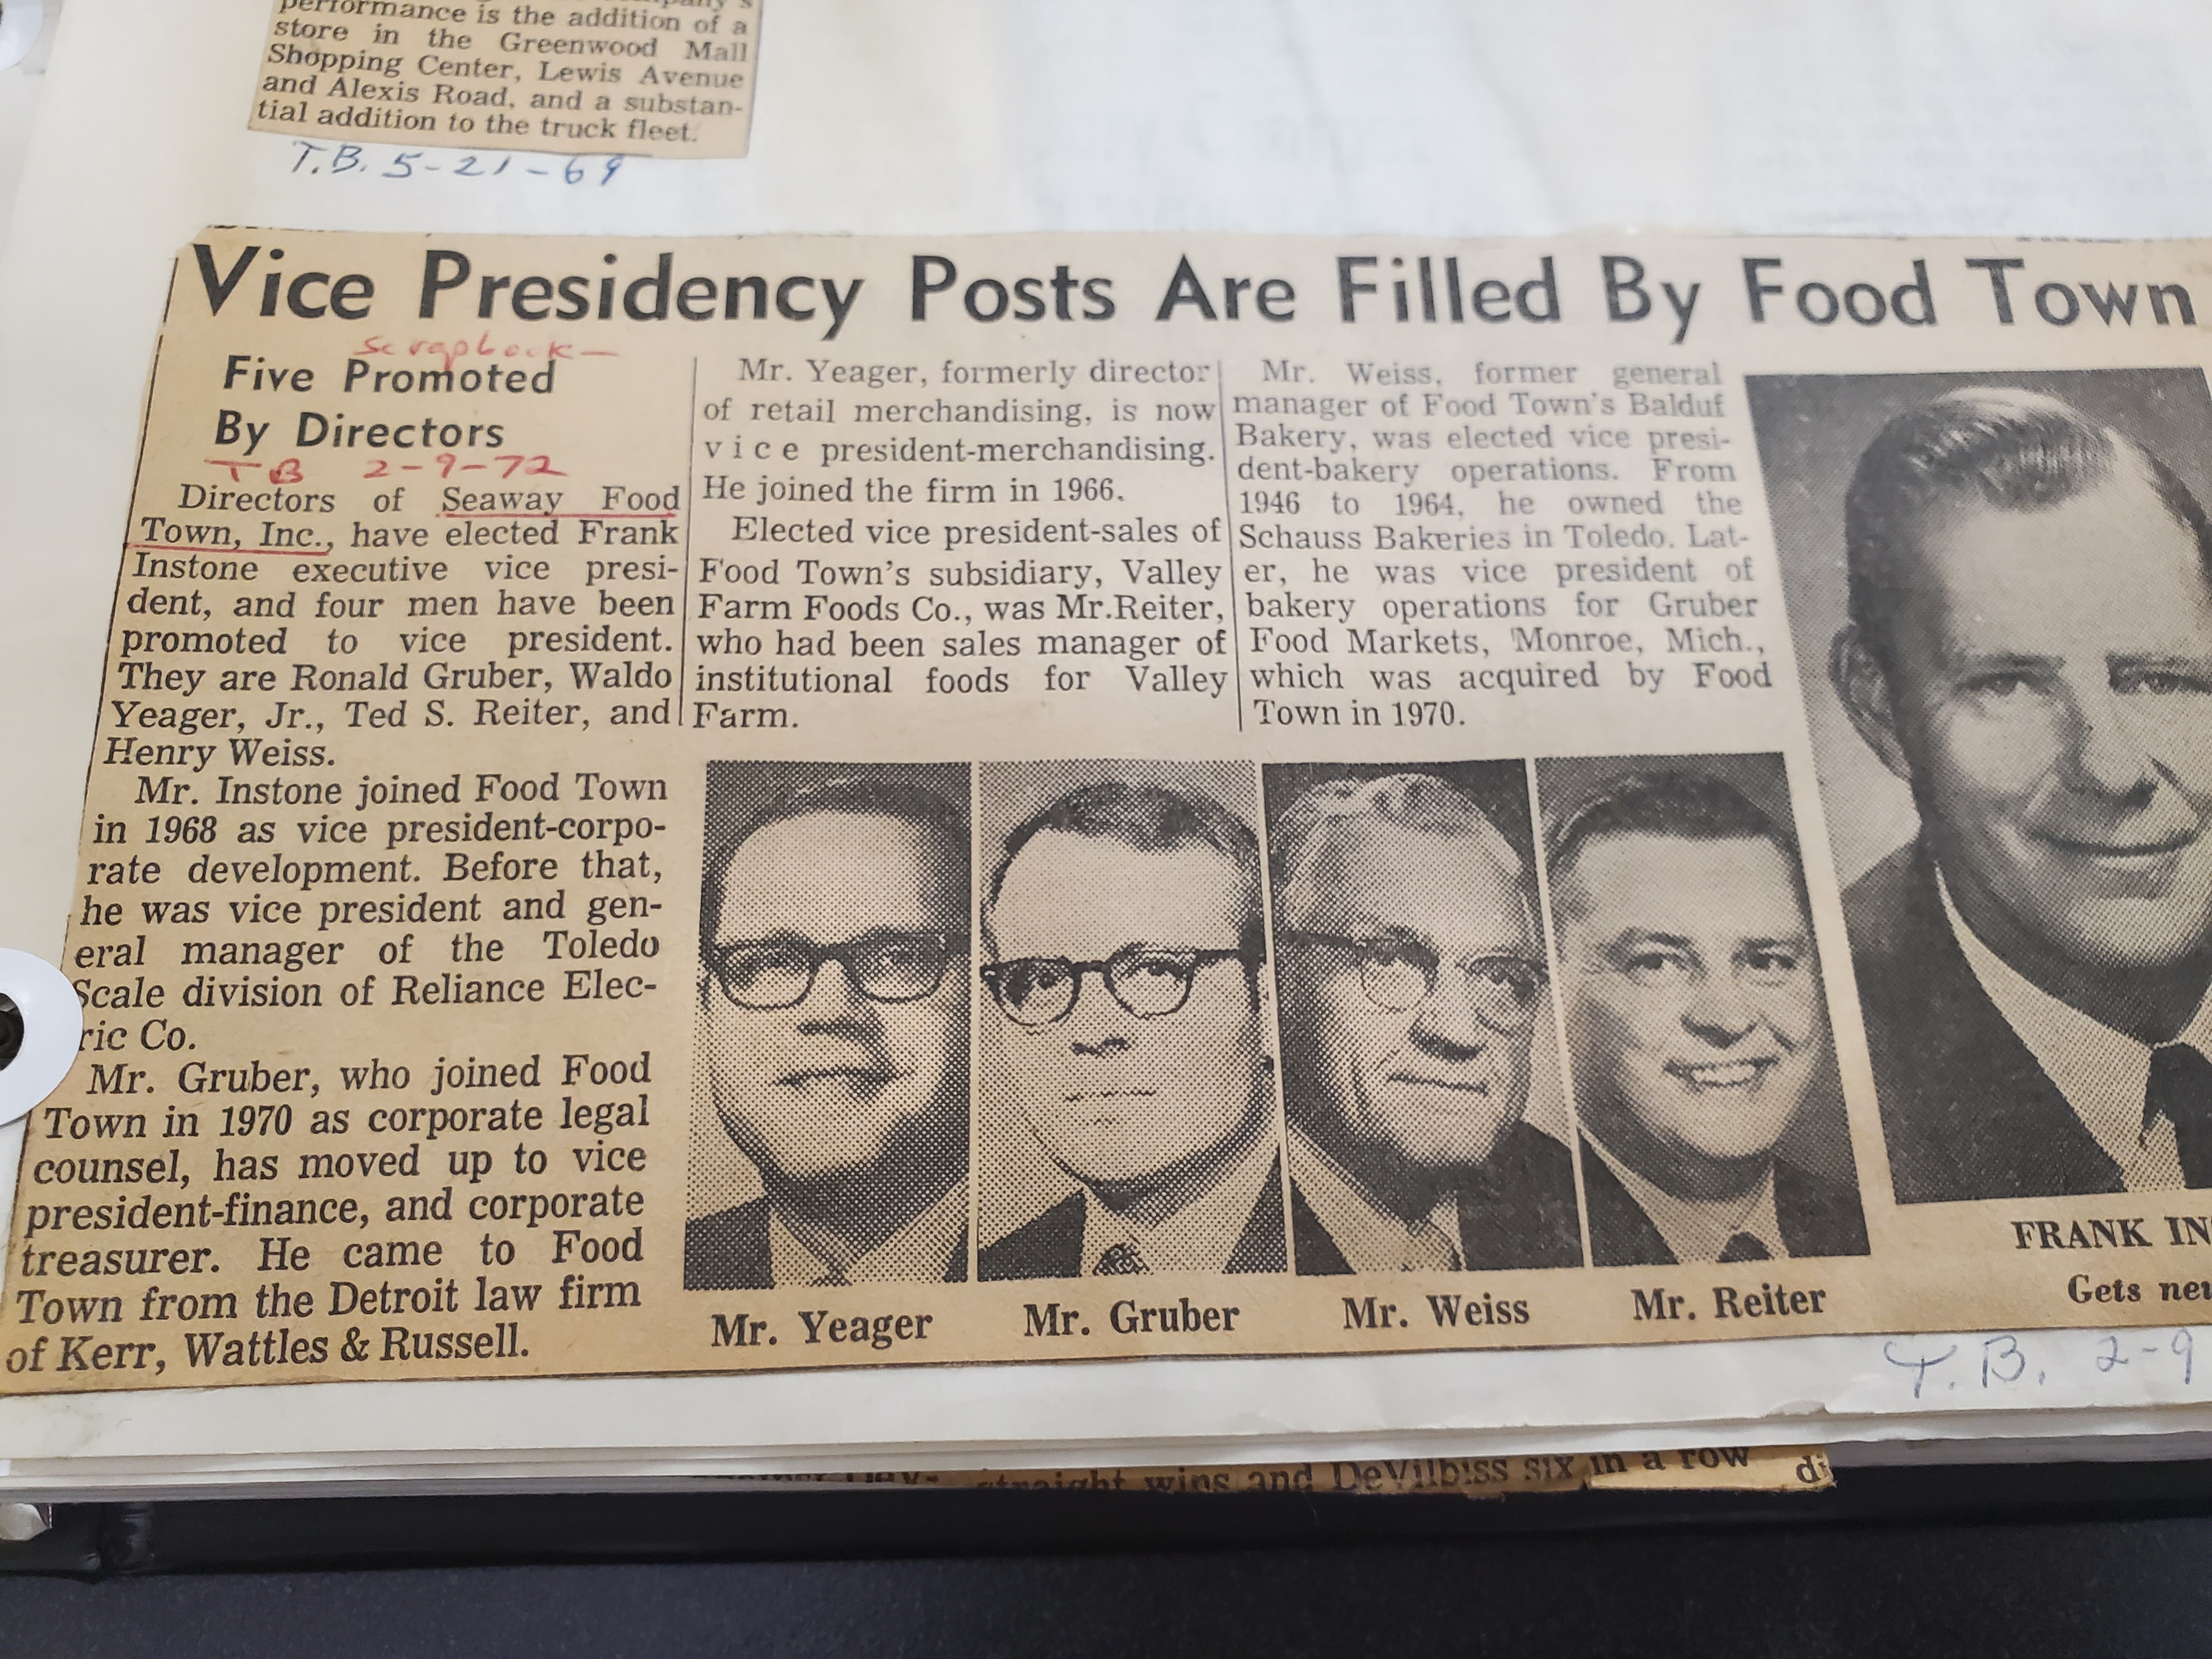 performance is the addition of a
store in the Greenwood Mall
Shopping Center, Lewis Avenue
and Alexis Road, and a substan-
tial addition to the truck fleet.
T.B. 5-21-69
Vice Presidency Posts Are Filled By Food Town
Scrapbook—
Five Promoted
By Directors
TB 2-9-72
Directors of Seaway Food
Town, Inc., have elected Frank
Instone executive vice presi-
dent, and four men have been
promoted to vice president.
They are Ronald Gruber, Waldo
Yeager, Jr., Ted S. Reiter, and
Henry Weiss.
Mr. Instone joined Food Town
in 1968 as vice president-corpo-
rate development. Before that,
he was vice president and gen-
eral manager of the Toledo
Scale division of Reliance Elec-
ric Co.
Mr. Gruber, who joined Food
Town in 1970 as corporate legal
counsel, has moved up to vice
president-finance, and corporate
treasurer. He came to Food
Town from the Detroit law firm
of Kerr, Wattles & Russell.
Mr. Yeager, formerly director
of retail merchandising, is now
vice president-merchandising.
He joined the firm in 1966.
Elected vice president-sales of
Food Town's subsidiary, Valley
Farm Foods Co., was Mr.Reiter,
who had been sales manager of
institutional foods for Valley
Farm.
Mr. Weiss, former general
manager of Food Town's Balduf
Bakery, was elected vice presi-
dent-bakery operations. From
1946 to 1964, he owned the
Schauss Bakeries in Toledo. Lat-
er, he was vice president of
bakery operations for Gruber
Food Markets, Monroe, Mich.,
which was acquired by Food
Town in 1970.
Mr. Yeager
Mr. Gruber
Mr. Weiss
Mr. Reiter
FRANK IN
Gets
T.B. 2-9
straight wins and DeVilbiss six in a row